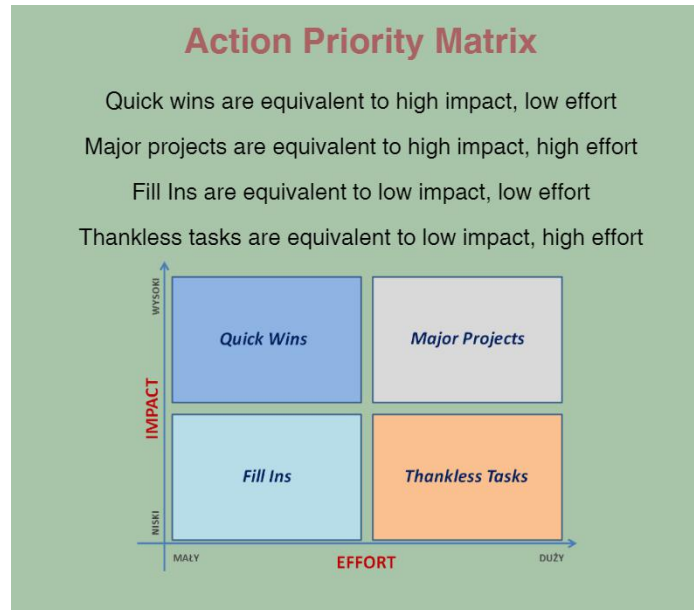 Action Priority Matrix
Quick wins are equivalent to high impact, low effort
Major projects are equivalent to high impact, high effort
Fill Ins are equivalent to low impact, low effort
Thankless tasks are equivalent to low impact, high effort
WYSOKI
Quick Wins
Major Projects
IMPACT
Fill Ins
Thankless Tasks
NISKI
MAŁY
EFFORT
DUŻY